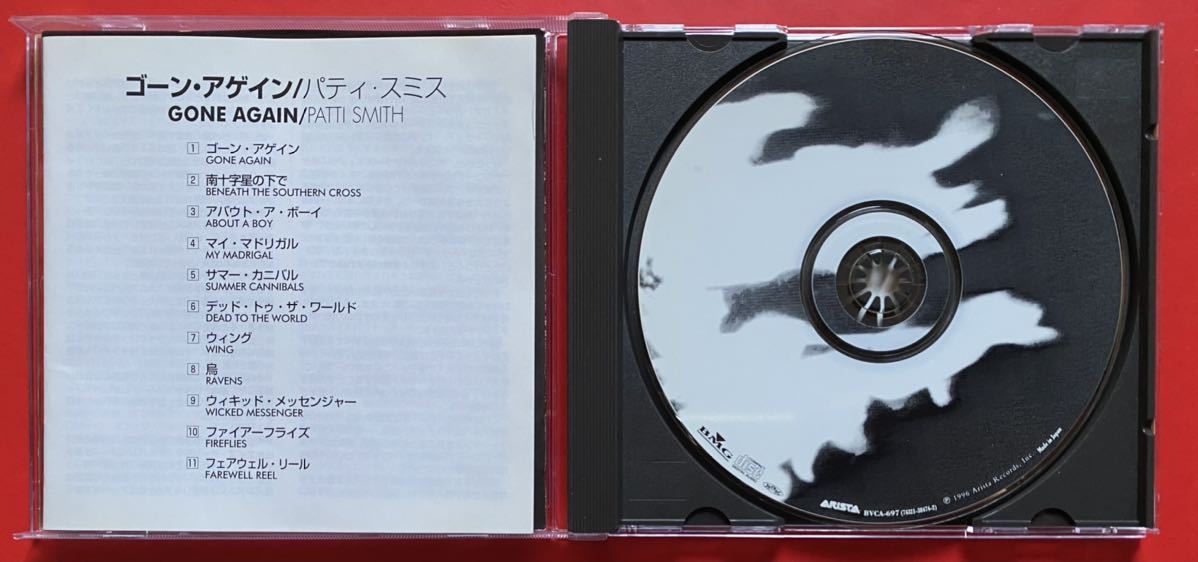 ゴーン・アゲイン/パティ・スミス
GONE AGAIN/PATTI SMITH
1 ゴーン・アゲイン
GONE AGAIN
2 南十字星の下で
BENEATH THE SOUTHERN CROSS
3 アバウト・ア・ボーイ
ABOUT A BOY
4 マイ・マドリガル
MY MADRIGAL
5 サマー・カニバル
SUMMER CANNIBALS
6 デッド・トゥ・ザ・ワールド
DEAD TO THE WORLD
7 ウィング
WING
8 烏
RAVENS
9 ウィキッド・メッセンジャー
WICKED MESSENGER
10 ファイアーフライズ
FIREFLIES
11 フェアウェル・リール
FAREWELL REEL
BMG
disc
ARISTA BVCA-697 (74321-38474-2) ℗ 1996 Arista Records, Inc. Made in Japan